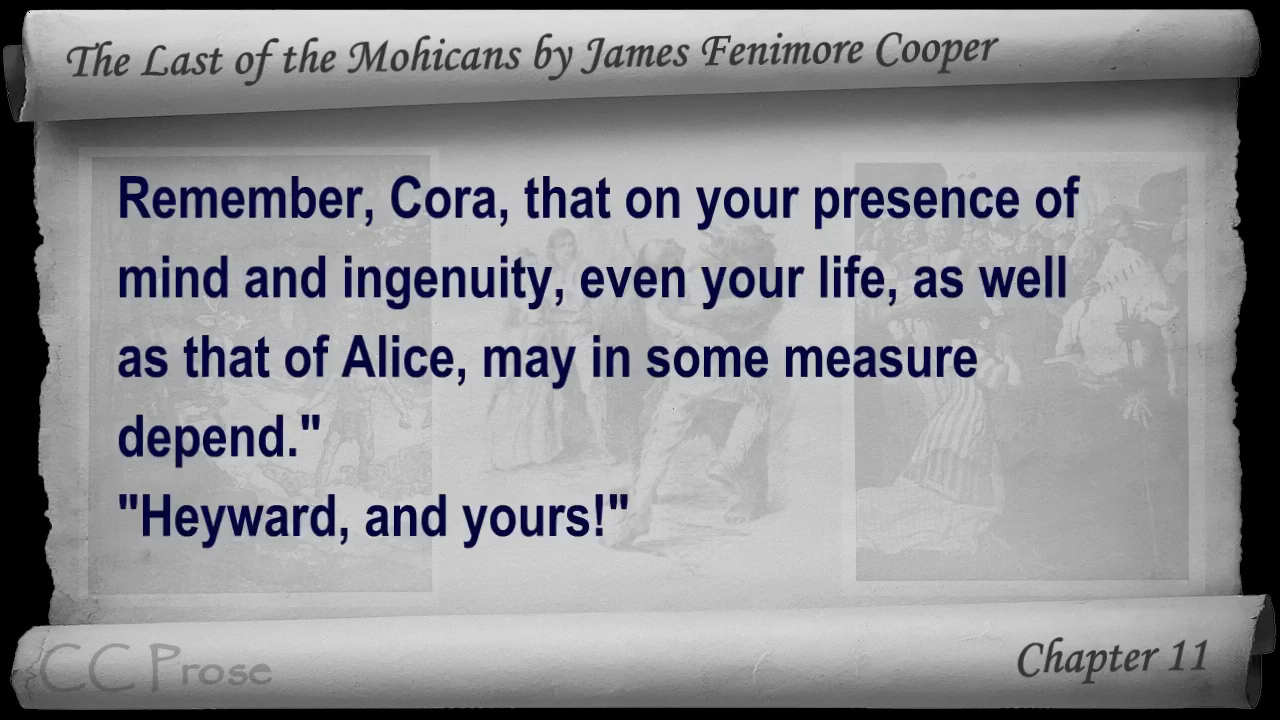 The Last of the Mohicans by James Fenimore Cooper
Remember, Cora, that on your presence of
mind and ingenuity, even your life, as well
as that of Alice, may in some measure
depend."
"Heyward, and yours!"
CC Prose
Chapter 11